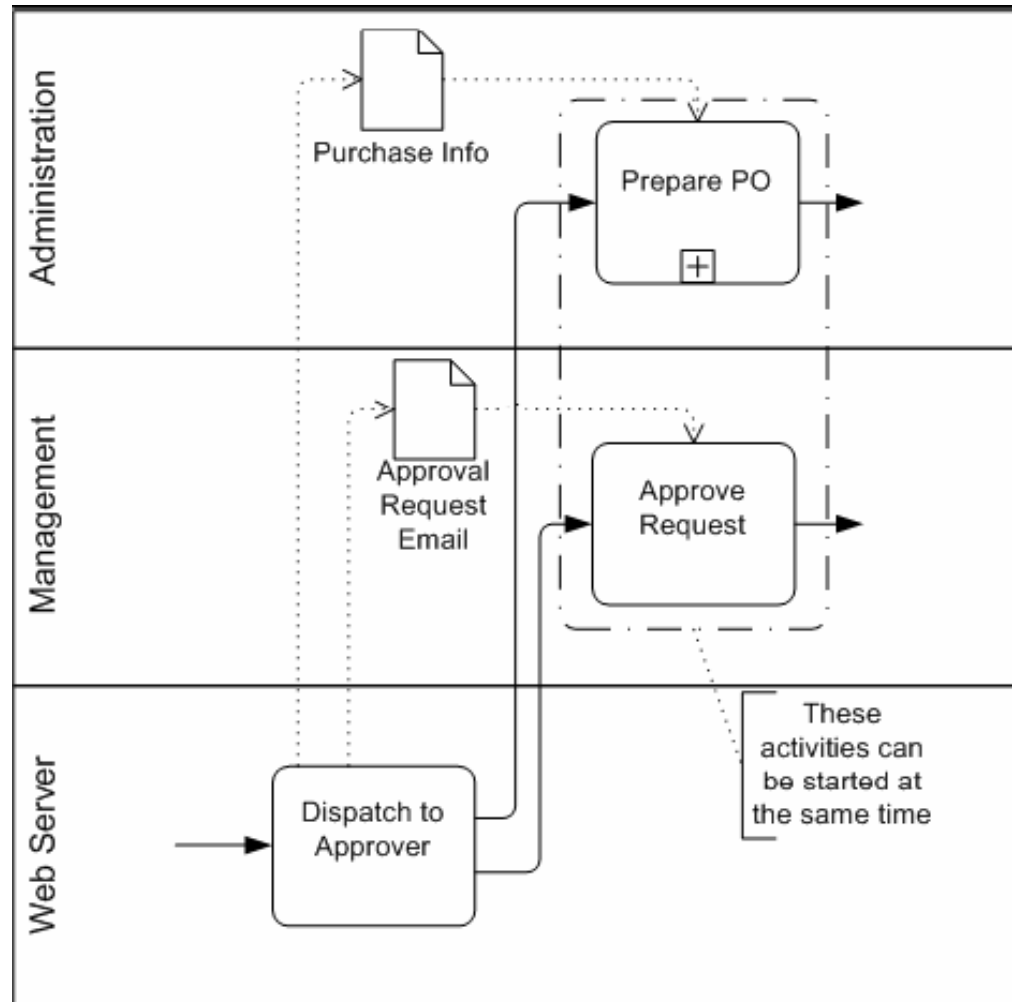 Administration
Purchase Info
Prepare PO
Management
Approval
Request
Email
Approve
Request
Web Server
Dispatch to
Approver
These
activities can
be started at
the same time